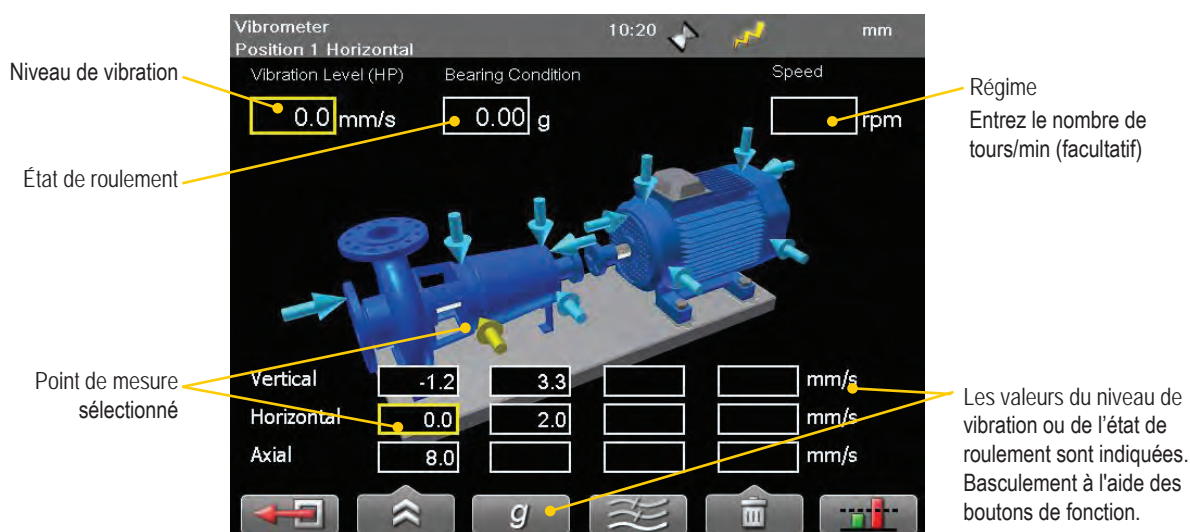 Vibrometer
10:20
mm
Position 1 Horizontal
Niveau de vibration
Vibration Level (HP)
Bearing Condition
Speed
0.0 mm/s
0.00 g
rpm
Régime
Entrez le nombre de
tours/min (facultatif)
État de roulement
Point de mesure
sélectionné
Vertical -1.2 3.3 mm/s
Horizontal 0.0 2.0 mm/s
Axial 8.0 mm/s
g
Les valeurs du niveau de
vibration ou de l'état de
roulement sont indiquées.
Basculement à l'aide des
boutons de fonction.